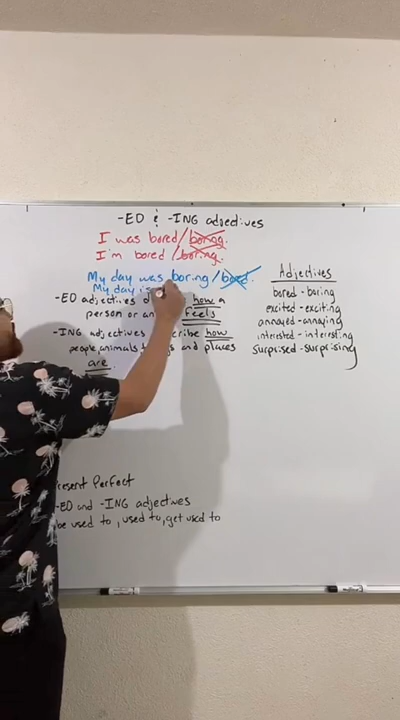 -ED & -ING adjectives
I was bored/boring.
I'm bored/boring.
My day was boring/bored.
My day is
-ED adjectives how a
person or an feels
-ING adjectives describe how
people, animals and places
are.
Adjectives
bored - boring
excited - exciting
annoyed - annoying
interested - interesting
surprised - surprising
Present Perfect
-ED and -ING adjectives
be used to, used to, get used to